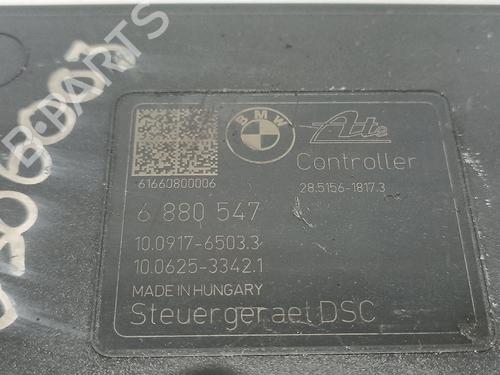 BMW
Ate
Controller
61660800006
28.5156-1817.3
6 880 547
10.0917-6503.3
10.0625-3342.1
MADE IN HUNGARY
Steuergeraet DSC
B-PARTS